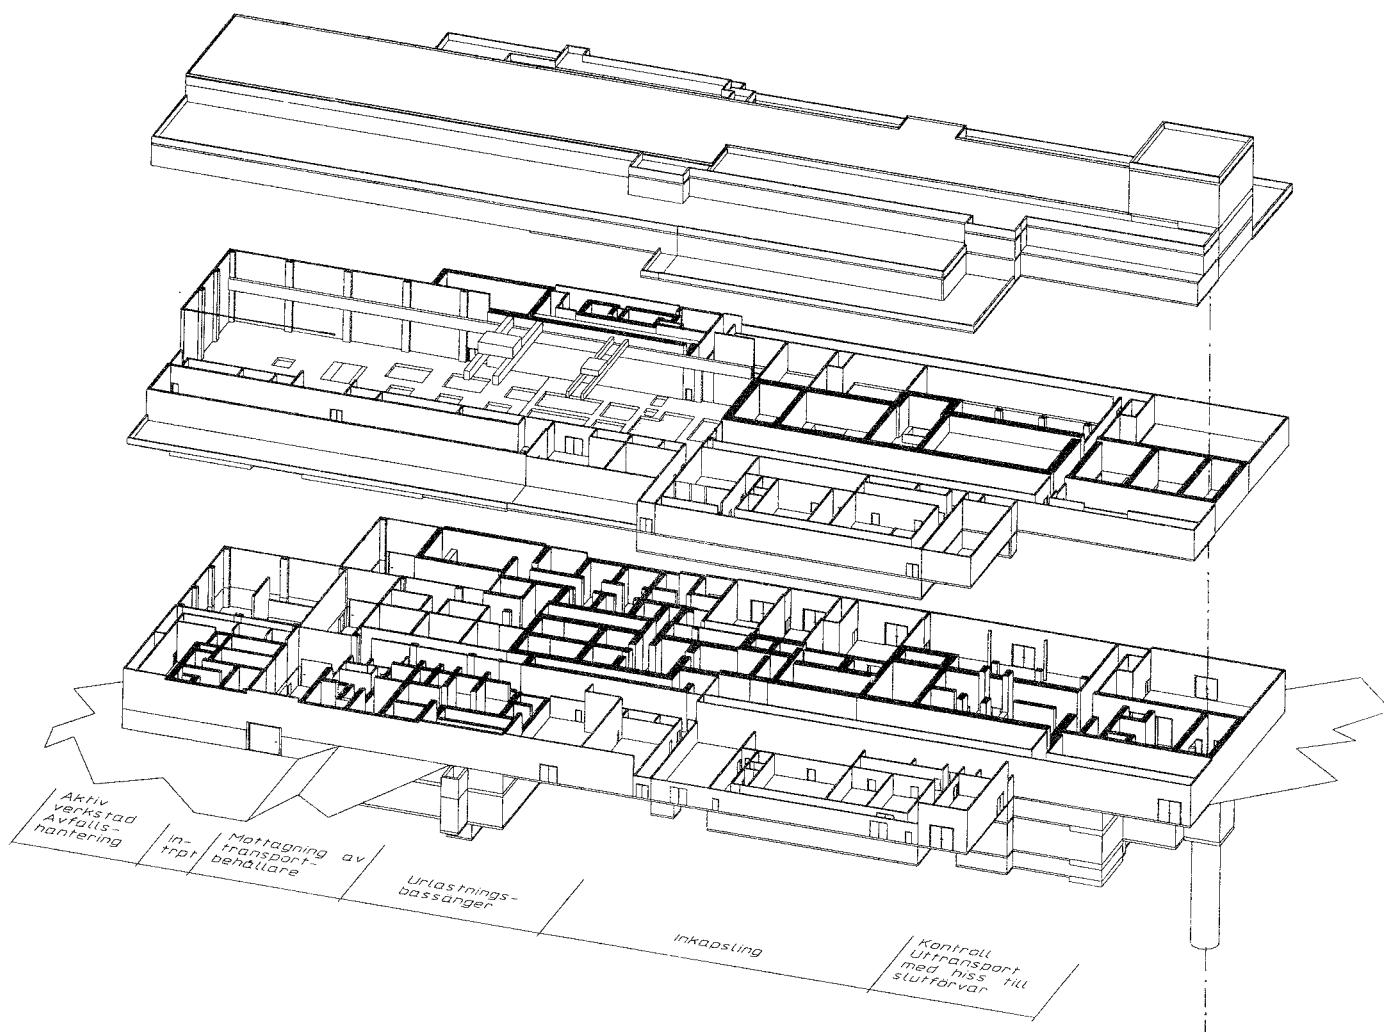 Aktiv
verkstad
Avfalls-
hantering
In-
trpt
Mottagning av
transport-
behållare
Urlastnings-
bassänger
Inkapsling
Kontroll
Uttransport
med hiss till
slutförvar